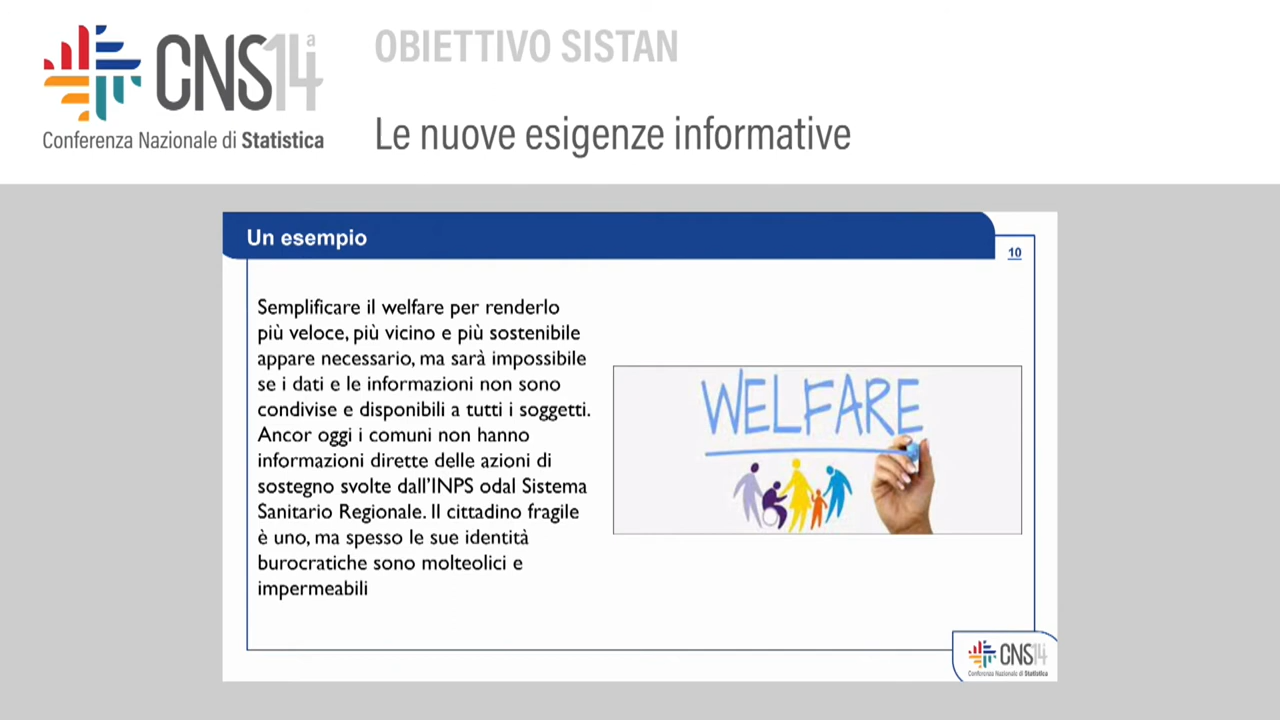 CNS14
a
Conferenza Nazionale di Statistica
OBIETTIVO SISTAN
Le nuove esigenze informative
Un esempio
10
Semplificare il welfare per renderlo
più veloce, più vicino e più sostenibile
appare necessario, ma sarà impossibile
se i dati e le informazioni non sono
condivise e disponibili a tutti i soggetti.
Ancor oggi i comuni non hanno
informazioni dirette delle azioni di
sostegno svolte dall'INPS odal Sistema
Sanitario Regionale. Il cittadino fragile
è uno, ma spesso le sue identità
burocratiche sono molteolici e
impermeabili
WELFARE
CNS14
Conferenza Nazionale di Statistica